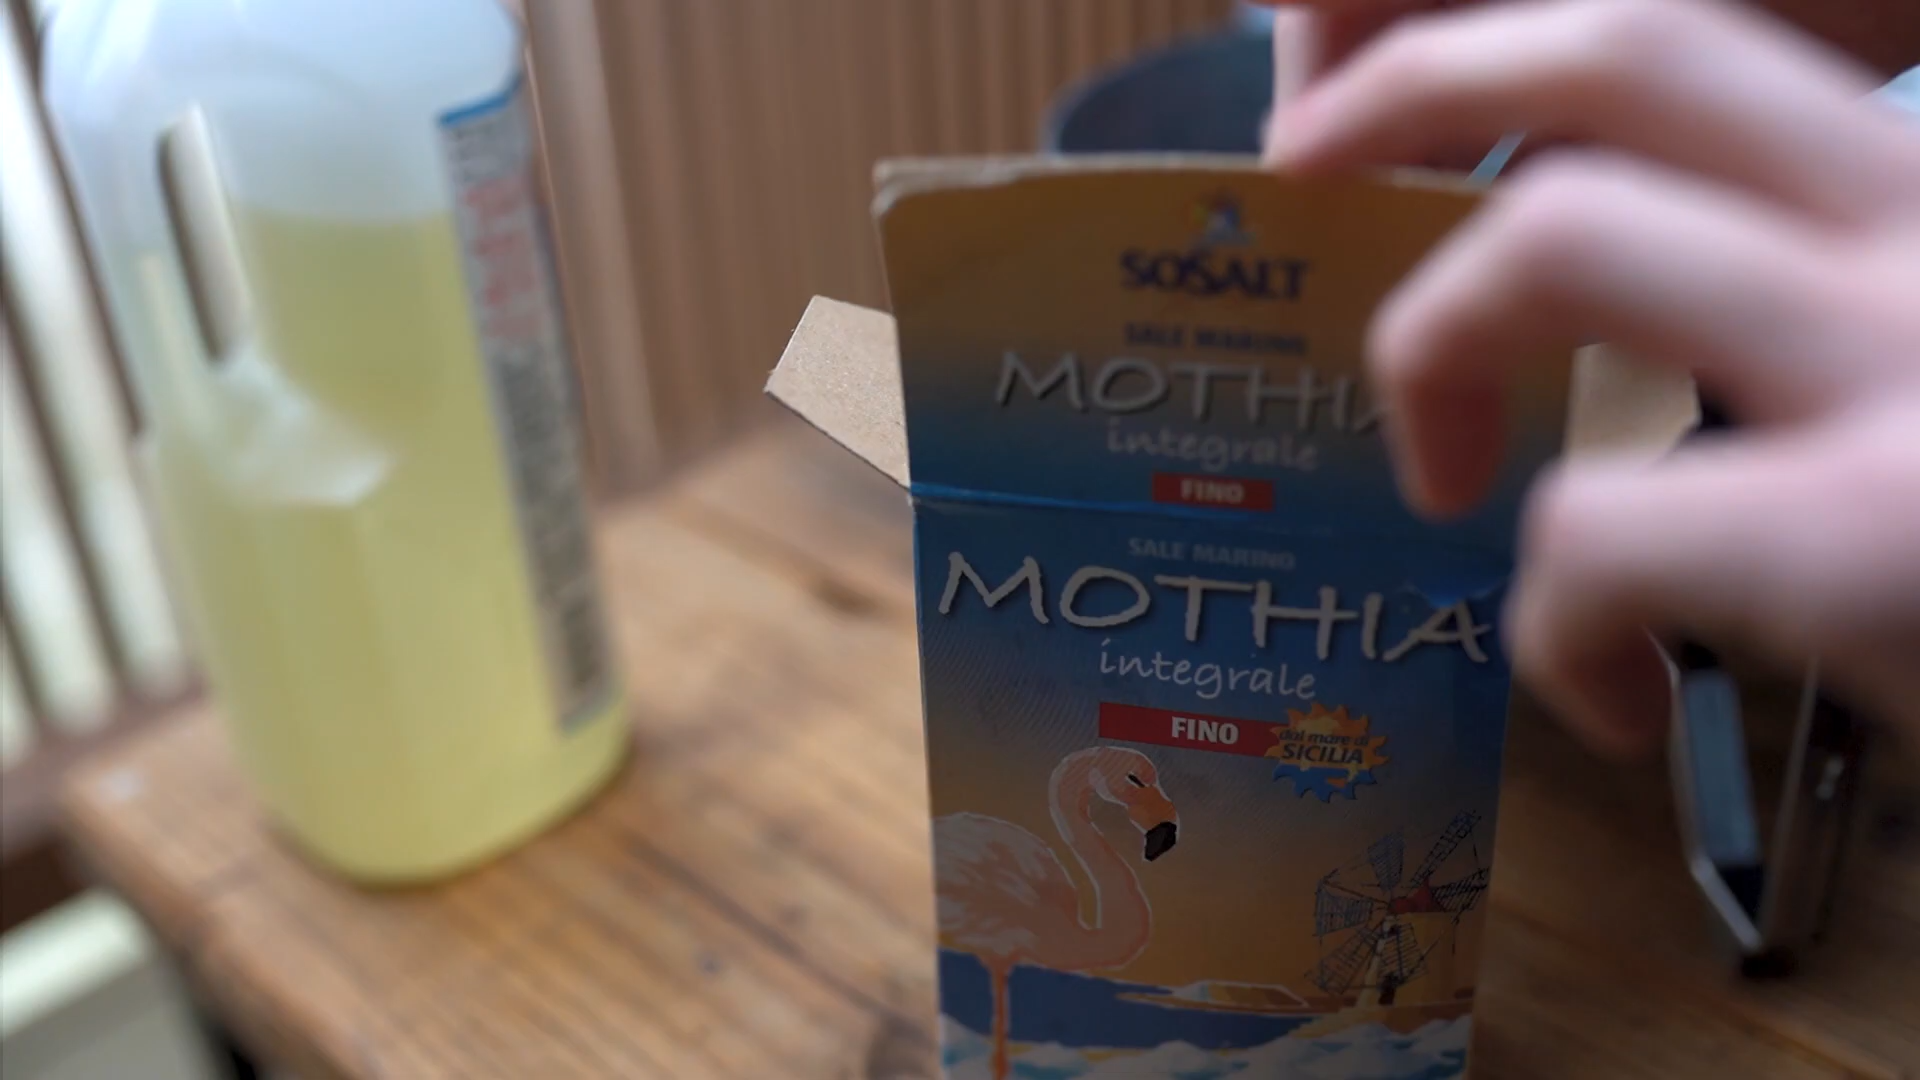 SOSALT
SALE MARINO
MOTHIA
integrale
FINO
SALE MARINO
MOTHIA
integrale
FINO
dal mare di
SICILIA